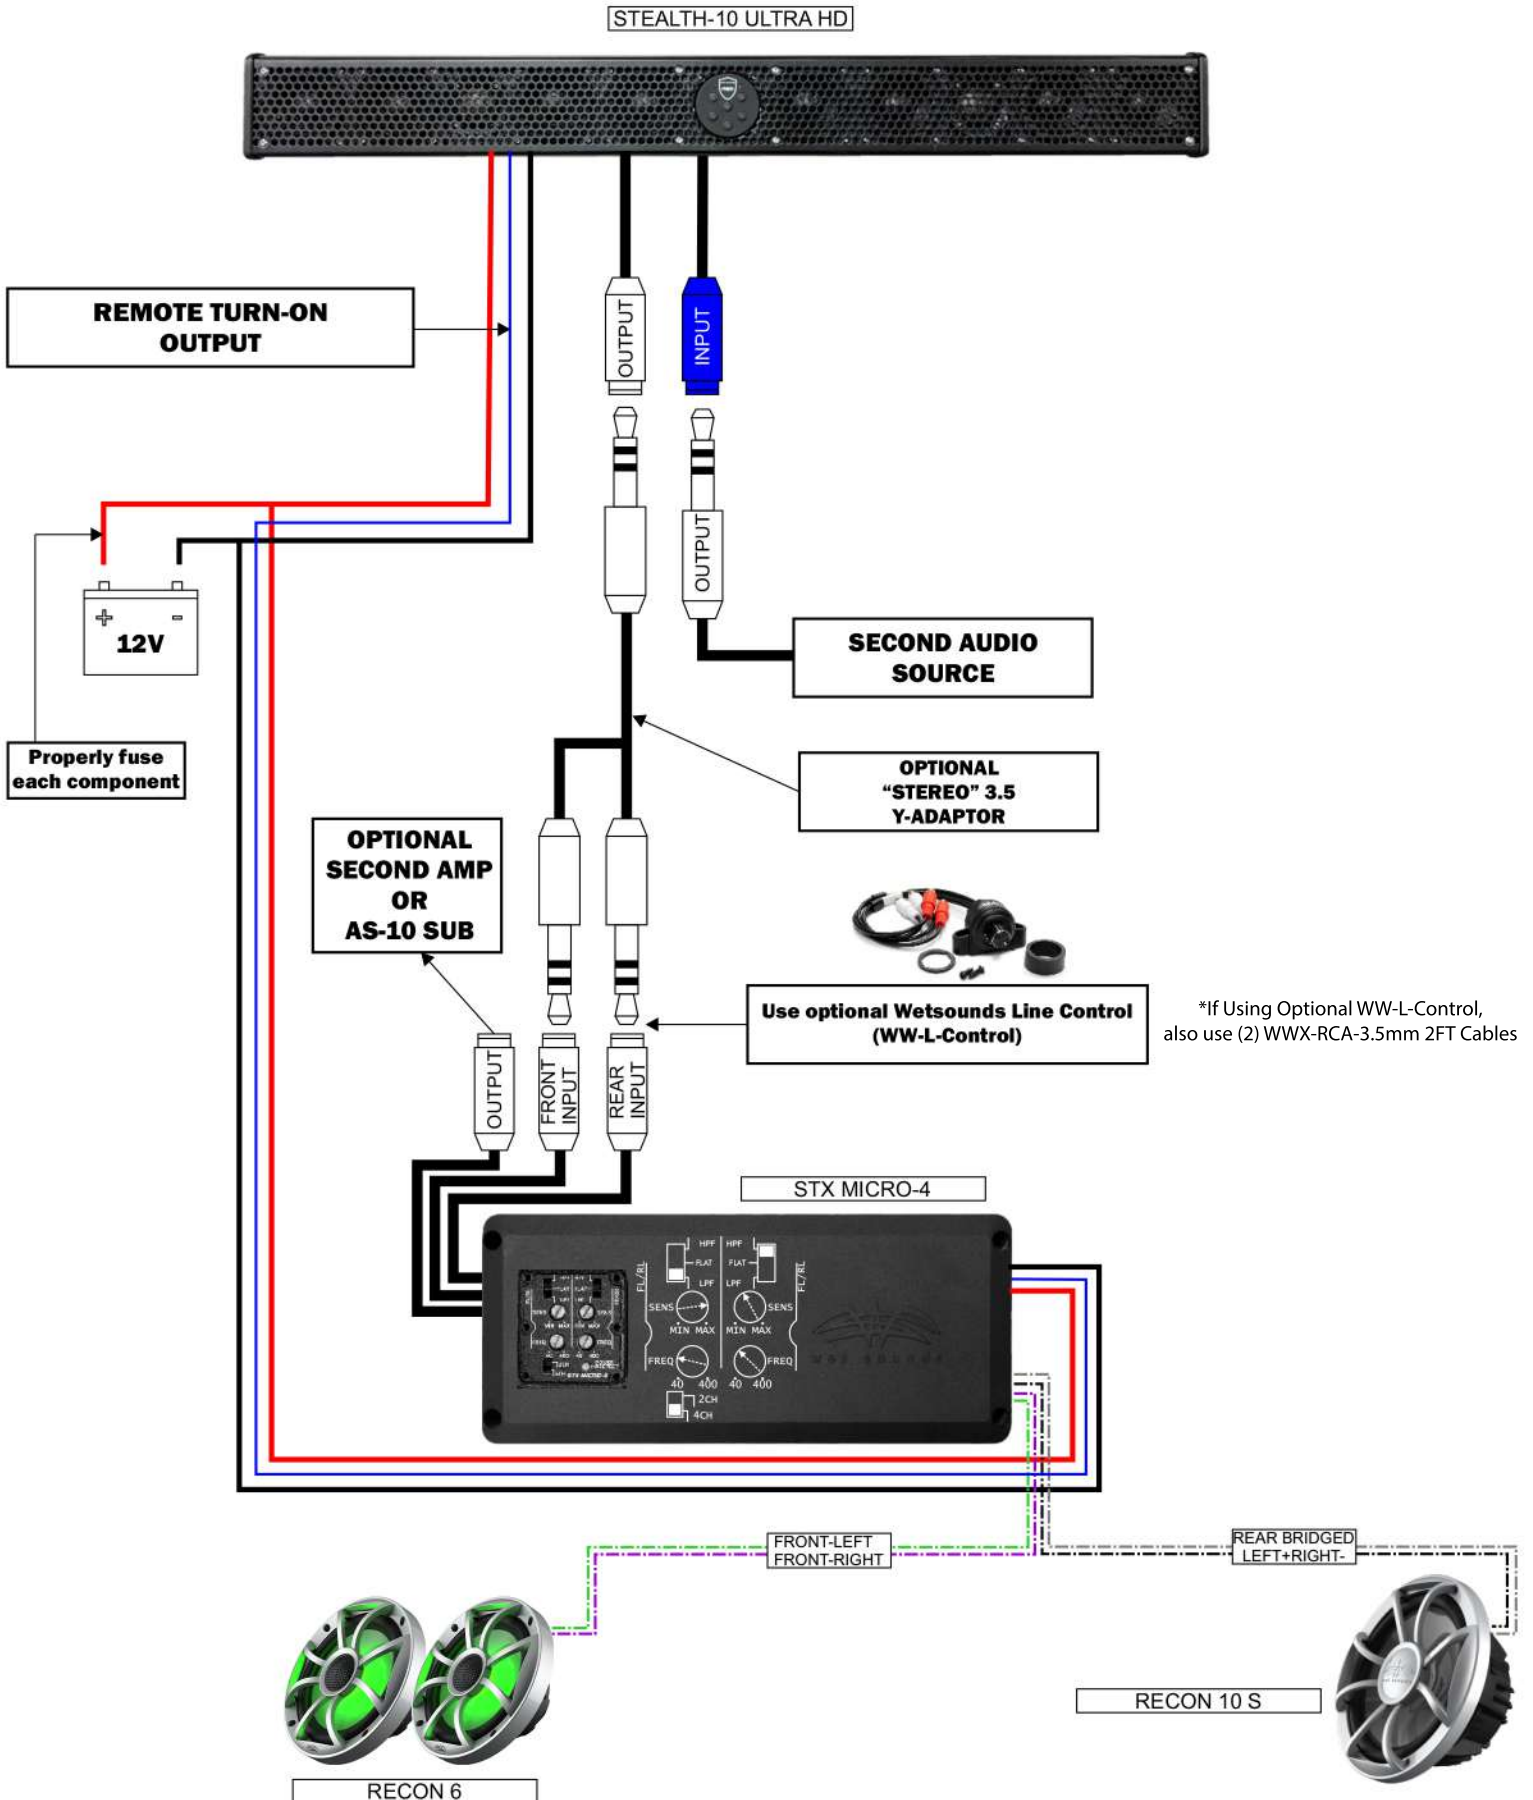 STEALTH-10 ULTRA HD
REMOTE TURN-ON
OUTPUT
OUTPUT
INPUT
OUTPUT
+
-
12V
SECOND AUDIO
SOURCE
Properly fuse
each component
OPTIONAL
“STEREO” 3.5
Y-ADAPTOR
OPTIONAL
SECOND AMP
OR
AS-10 SUB
Use optional Wetsounds Line Control
(WW-L-Control)
*If Using Optional WW-L-Control,
also use (2) WWX-RCA-3.5mm 2FT Cables
OUTPUT
FRONT
INPUT
REAR
INPUT
STX MICRO-4
HPF
HPF
FLAT
FLAT
LPF
LPF
FL/RL
FL/RL
SENS
SENS
MIN MAX
MIN MAX
FREQ
FREQ
40 400
40 400
2CH
4CH
wet sounds
STX MICRO-4
FRONT-LEFT
FRONT-RIGHT
REAR BRIDGED
LEFT+RIGHT-
RECON 10 S
RECON 6